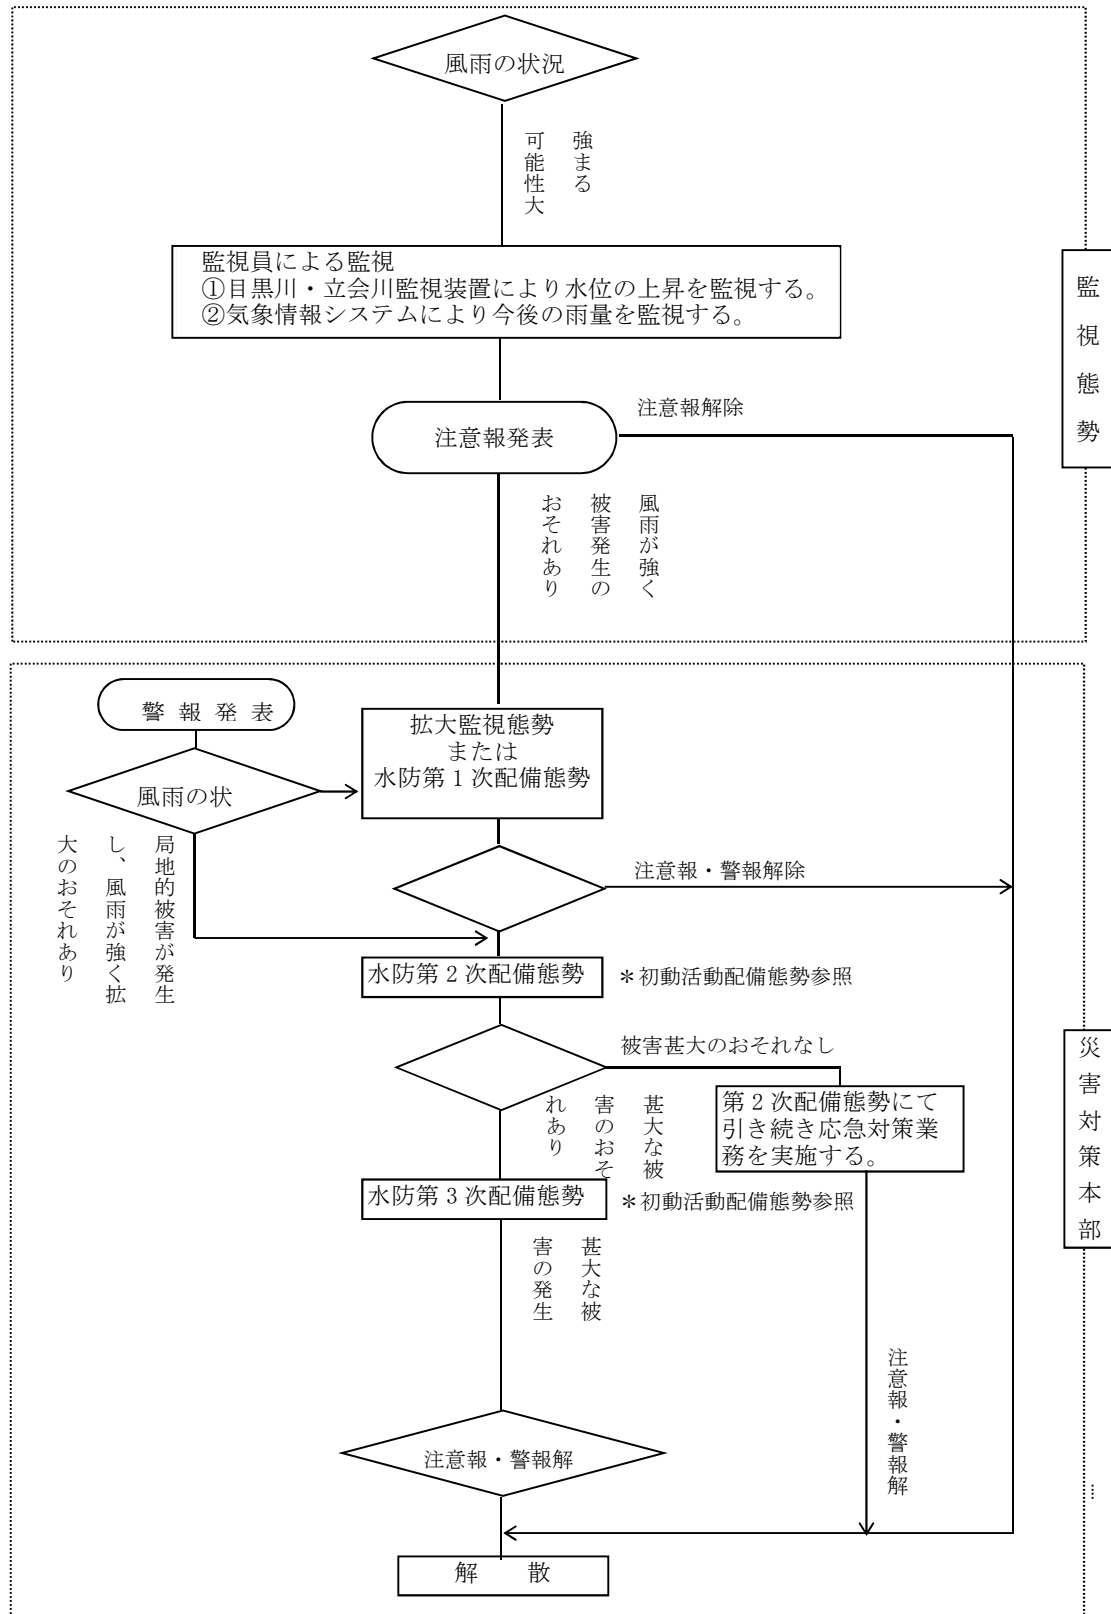 風雨の状況
強まる
可能性大
監視員による監視
①目黒川・立会川監視装置により水位の上昇を監視する。
②気象情報システムにより今後の雨量を監視する。
監視態勢
注意報発表
注意報解除
風雨が強く
被害発生の
おそれあり
警報発表
風雨の状
拡大監視態勢
または
水防第1次配備態勢
局地的被害が発生
し、風雨が強く拡
大のおそれあり
注意報・警報解除
水防第2次配備態勢
＊初動活動配備態勢参照
被害甚大のおそれなし
甚大な被
害のおそ
れあり
第2次配備態勢にて
引き続き応急対策業
務を実施する。
災害対策本部
水防第3次配備態勢
＊初動活動配備態勢参照
甚大な被
害の発生
注意報・警報解
注意報・警報解
解　散